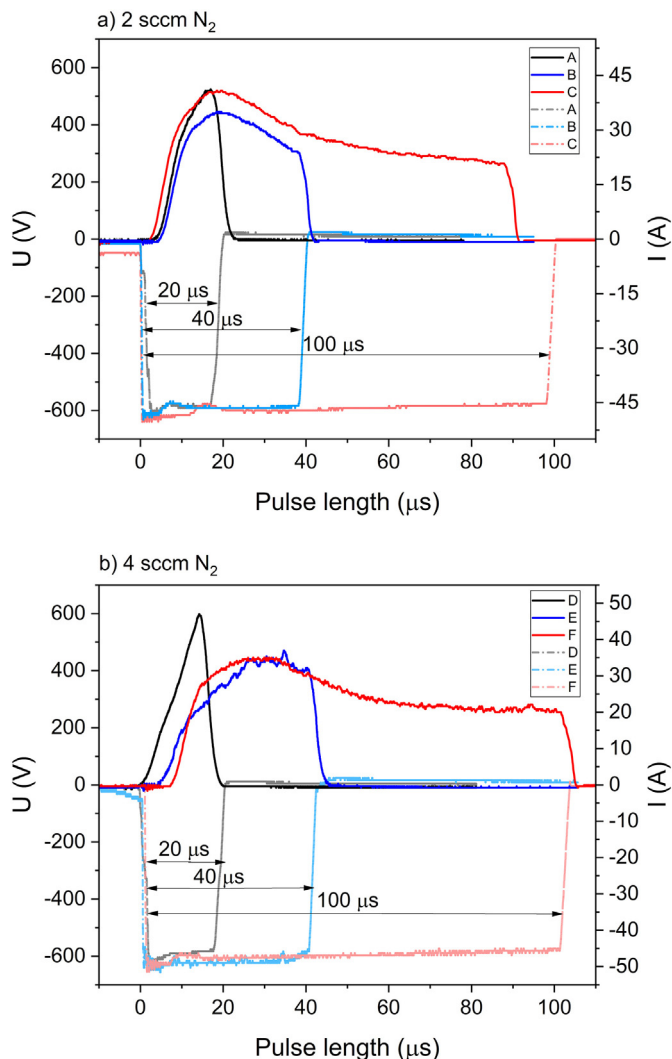 a) 2 sccm N₂
600
400
200
0
-200
-400
-600
U (V)
45
30
15
0
-15
-30
-45
I (A)
A
B
C
A
B
C
20 μs
40 μs
100 μs
0
20
40
60
80
100
Pulse length (μs)
b) 4 sccm N₂
600
400
200
0
-200
-400
-600
U (V)
50
40
30
20
10
0
-10
-20
-30
-40
-50
I (A)
D
E
F
D
E
F
20 μs
40 μs
100 μs
0
20
40
60
80
100
Pulse length (μs)